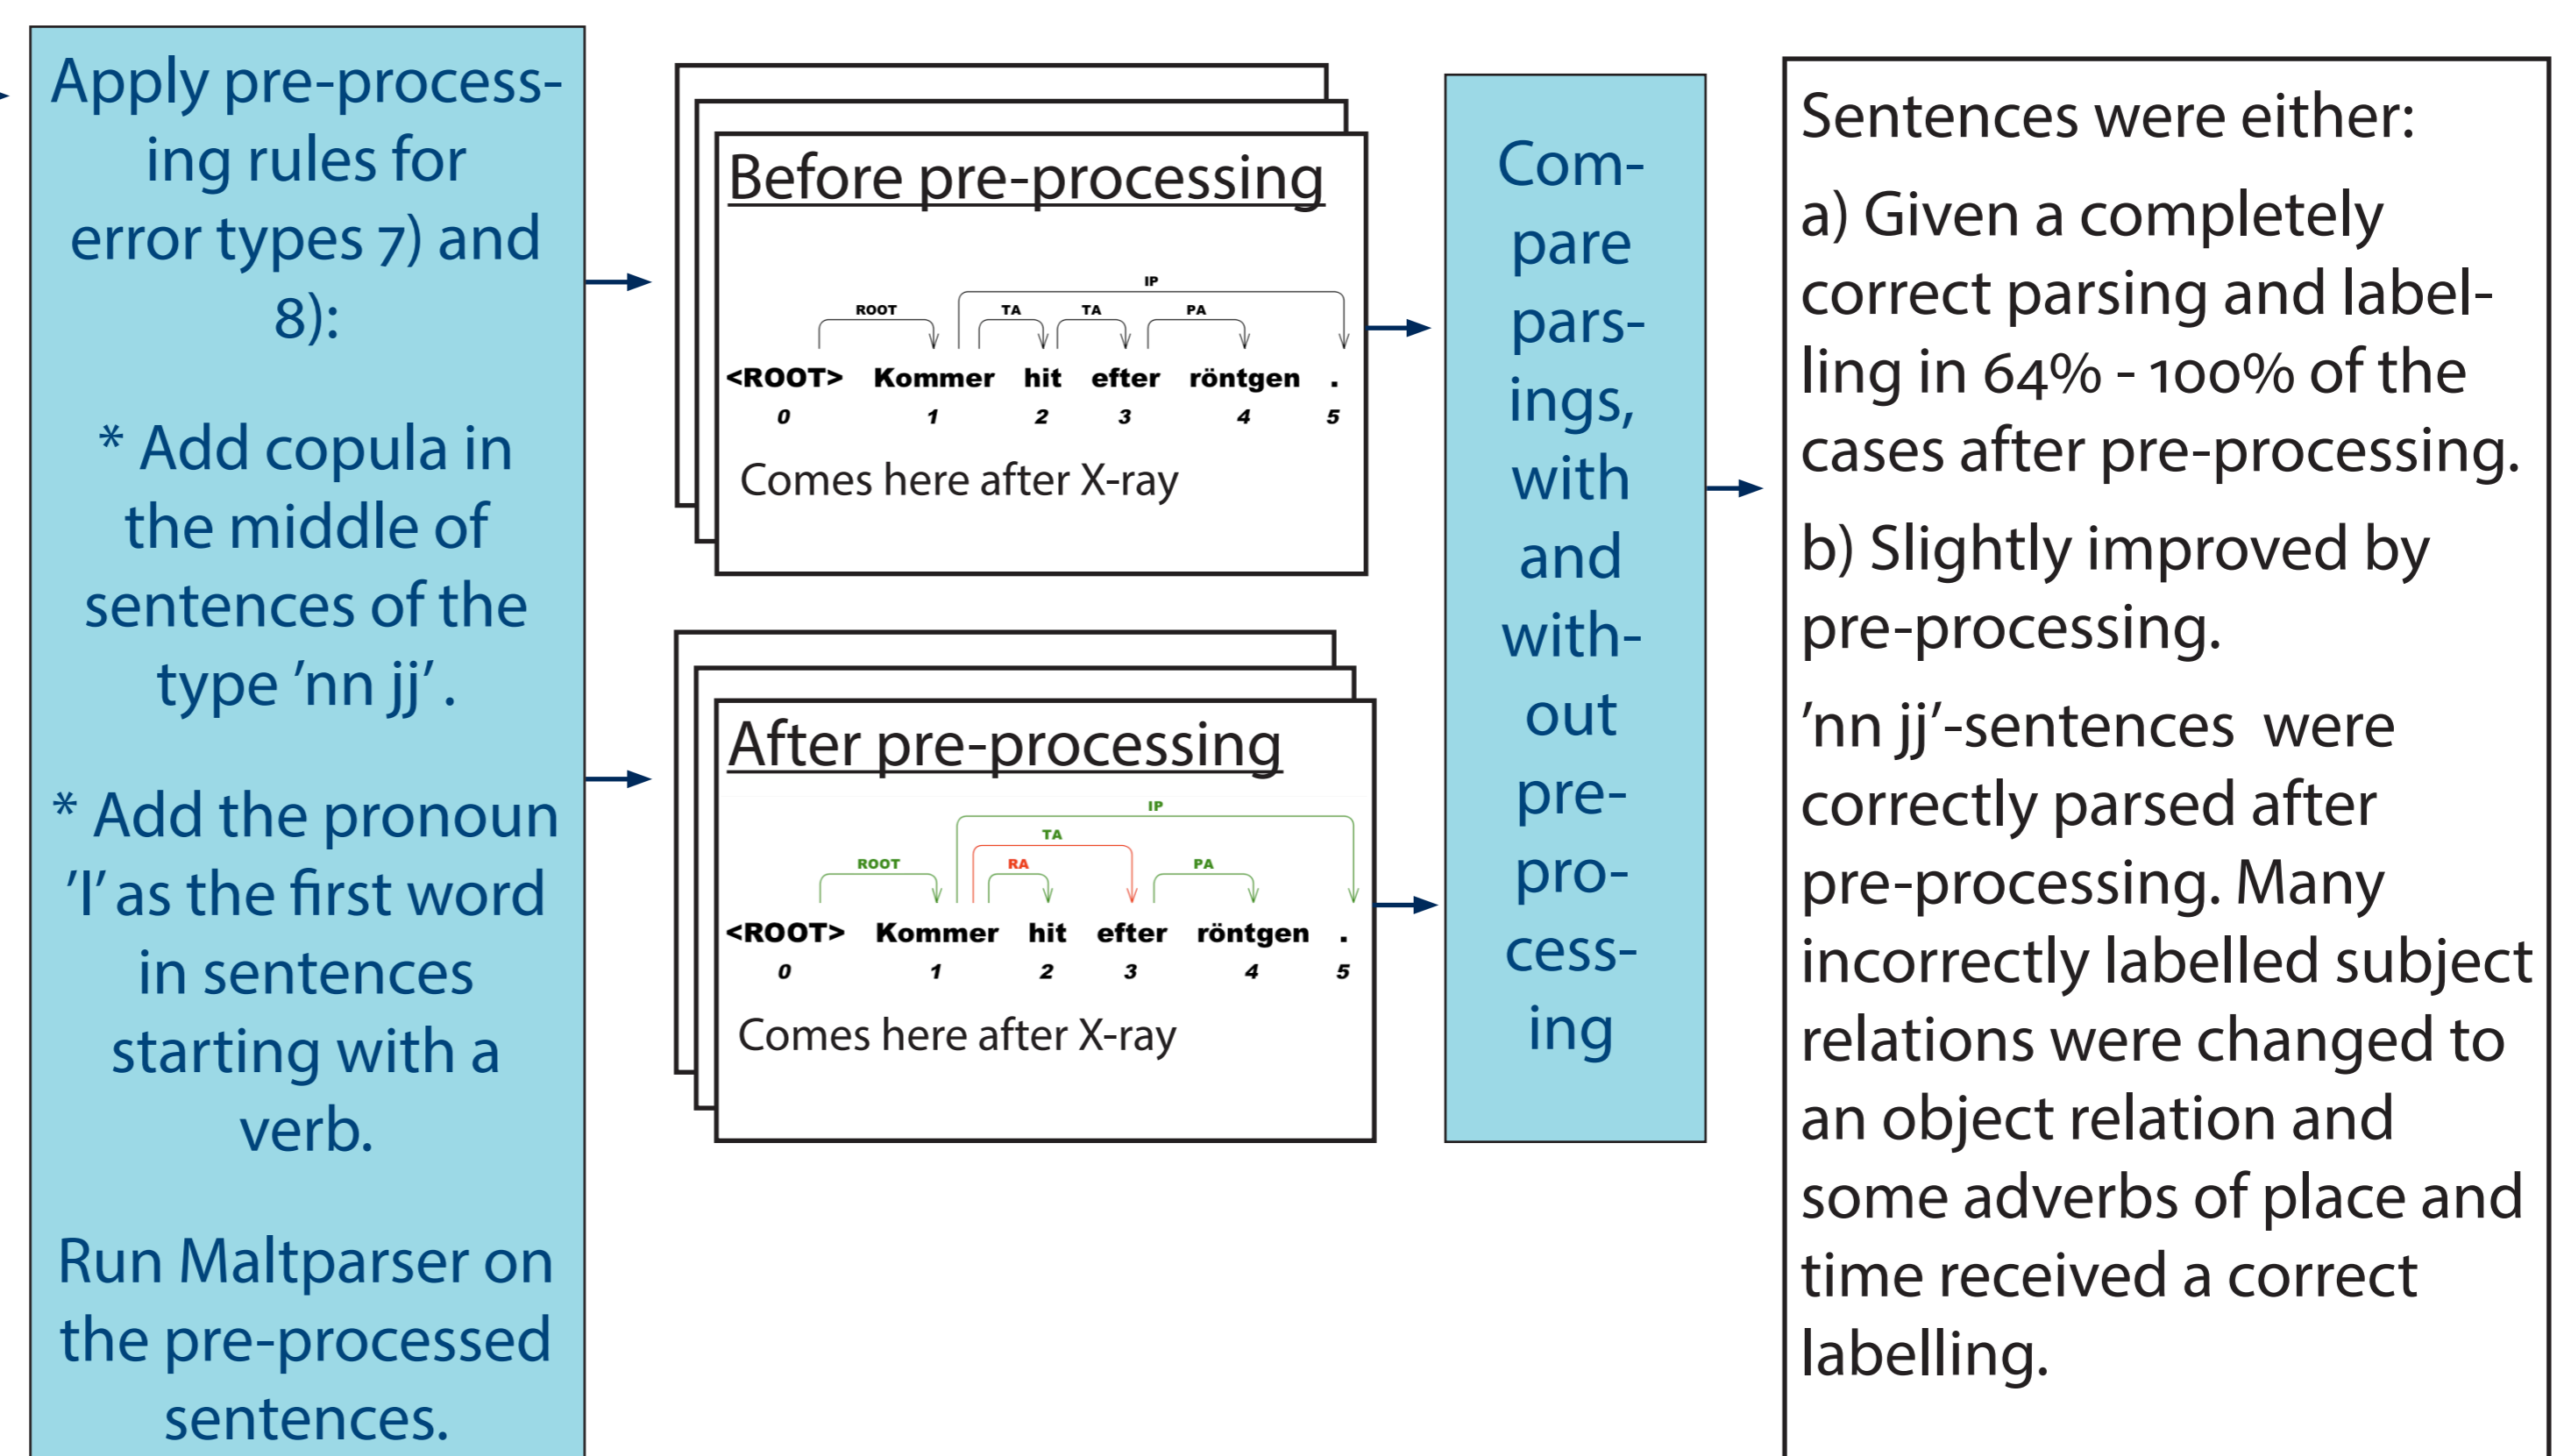 Apply pre-process-
ing rules for
error types 7) and
8):
* Add copula in
the middle of
sentences of the
type ’nn jj’ .
* Add the pronoun
’I’ as the first word
in sentences
starting with a
verb.
Run Maltparser on
the pre-processed
sentences.
Before pre-processing
IP
ROOT TA TA PA
<ROOT> Kommer hit efter röntgen .
0 1 2 3 4 5
Comes here after X-ray
After pre-processing
IP
TA
ROOT RA PA
<ROOT> Kommer hit efter röntgen .
0 1 2 3 4 5
Comes here after X-ray
Com-
pare
pars-
ings,
with
and
with-
out
pre-
pro-
cess-
ing
Sentences were either:
a) Given a completely
correct parsing and label-
ling in 64% - 100% of the
cases after pre-processing.
b) Slightly improved by
pre-processing.
’nn jj’-sentences were
correctly parsed after
pre-processing. Many
incorrectly labelled subject
relations were changed to
an object relation and
some adverbs of place and
time received a correct
labelling.